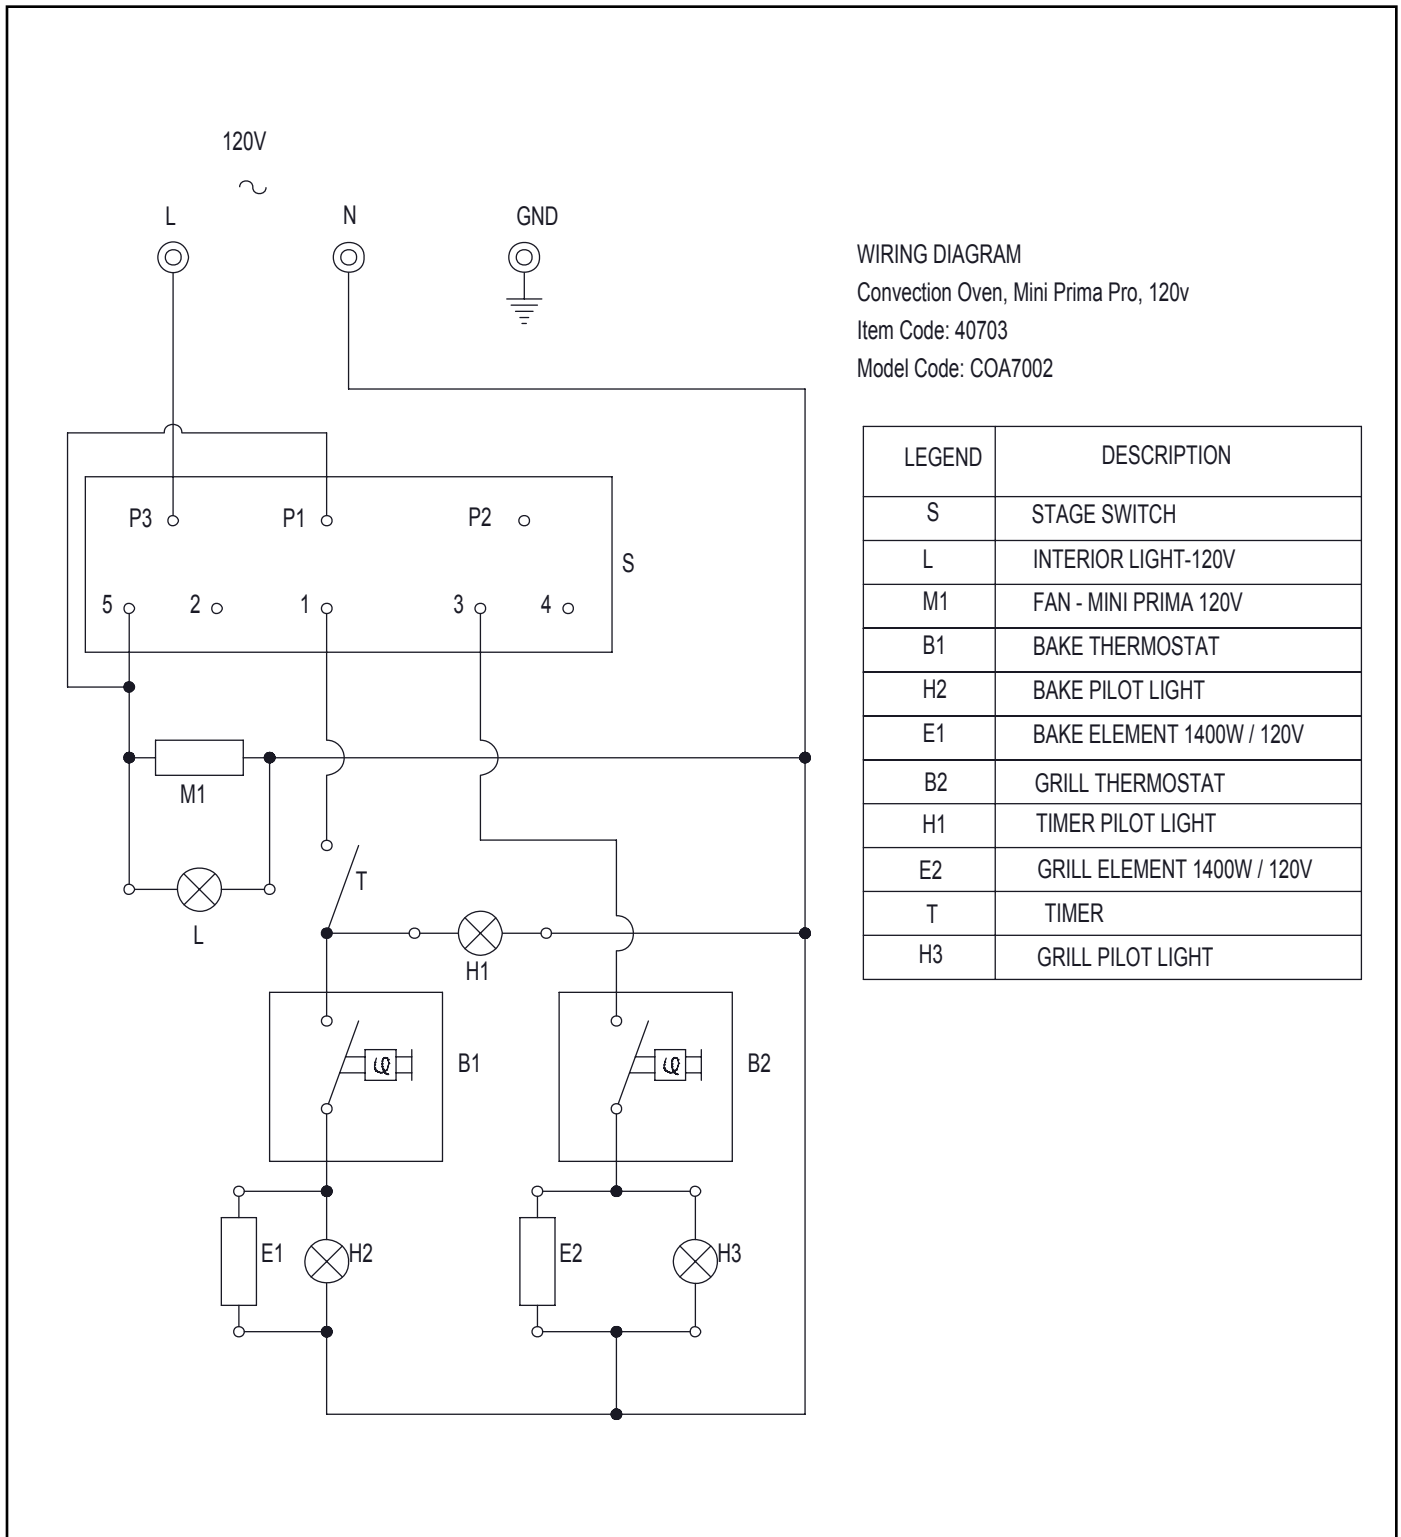 120V
L N GND
WIRING DIAGRAM
Convection Oven, Mini Prima Pro, 120v
Item Code: 40703
Model Code: COA7002
P3 P1 P2
S
5 2 1 3 4
M1
T
L
H1
B1 B2
E1 H2 E2 H3
LEGEND DESCRIPTION
S STAGE SWITCH
L INTERIOR LIGHT-120V
M1 FAN - MINI PRIMA 120V
B1 BAKE THERMOSTAT
H2 BAKE PILOT LIGHT
E1 BAKE ELEMENT 1400W / 120V
B2 GRILL THERMOSTAT
H1 TIMER PILOT LIGHT
E2 GRILL ELEMENT 1400W / 120V
T TIMER
H3 GRILL PILOT LIGHT